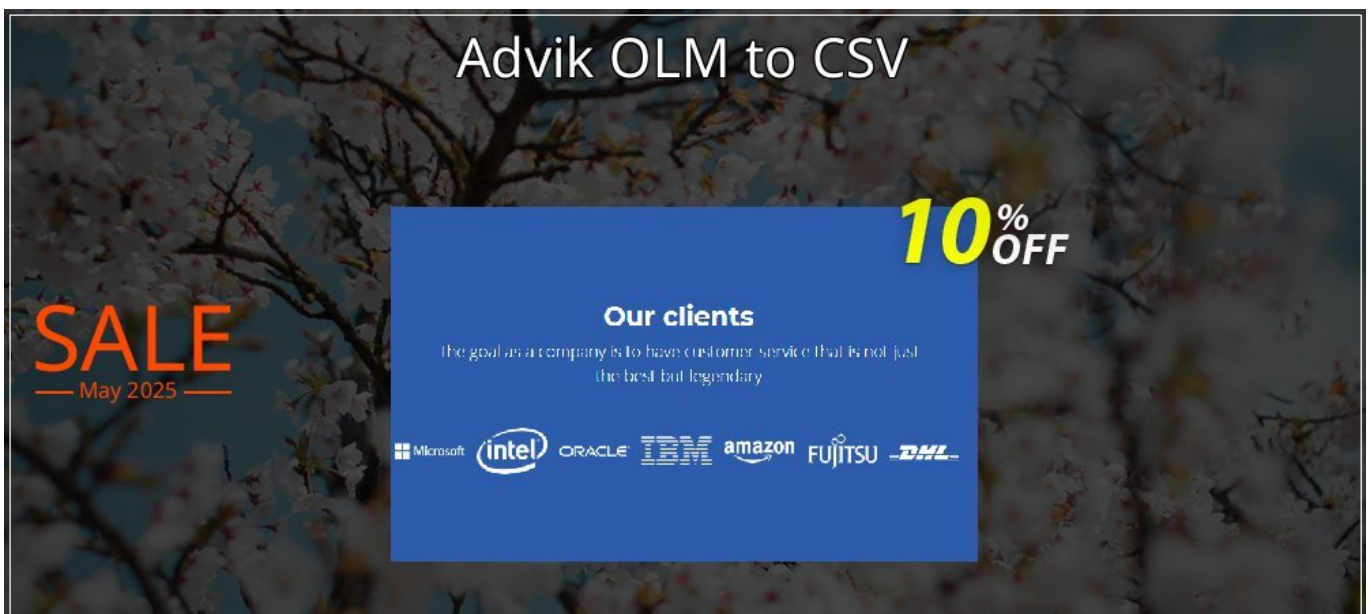 Advik OLM to CSV
10% OFF
SALE
May 2025
Our clients
The goal as a company is to have customer service that is not just
the best but legendary
Microsoft intel ORACLE IBM amazon FUJITSU DHL